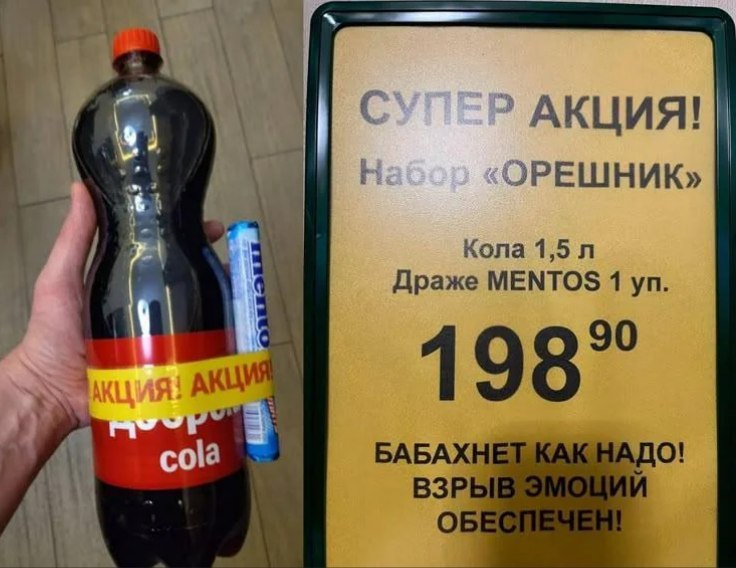 mento
АКЦИЯ! АКЦИЯ!
cola
СУПЕР АКЦИЯ!
Набор «ОРЕШНИК»
Кола 1,5 л
Драже MENTOS 1 уп.
198 90
БАБАХНЕТ КАК НАДО!
ВЗРЫВ ЭМОЦИЙ
ОБЕСПЕЧЕН!